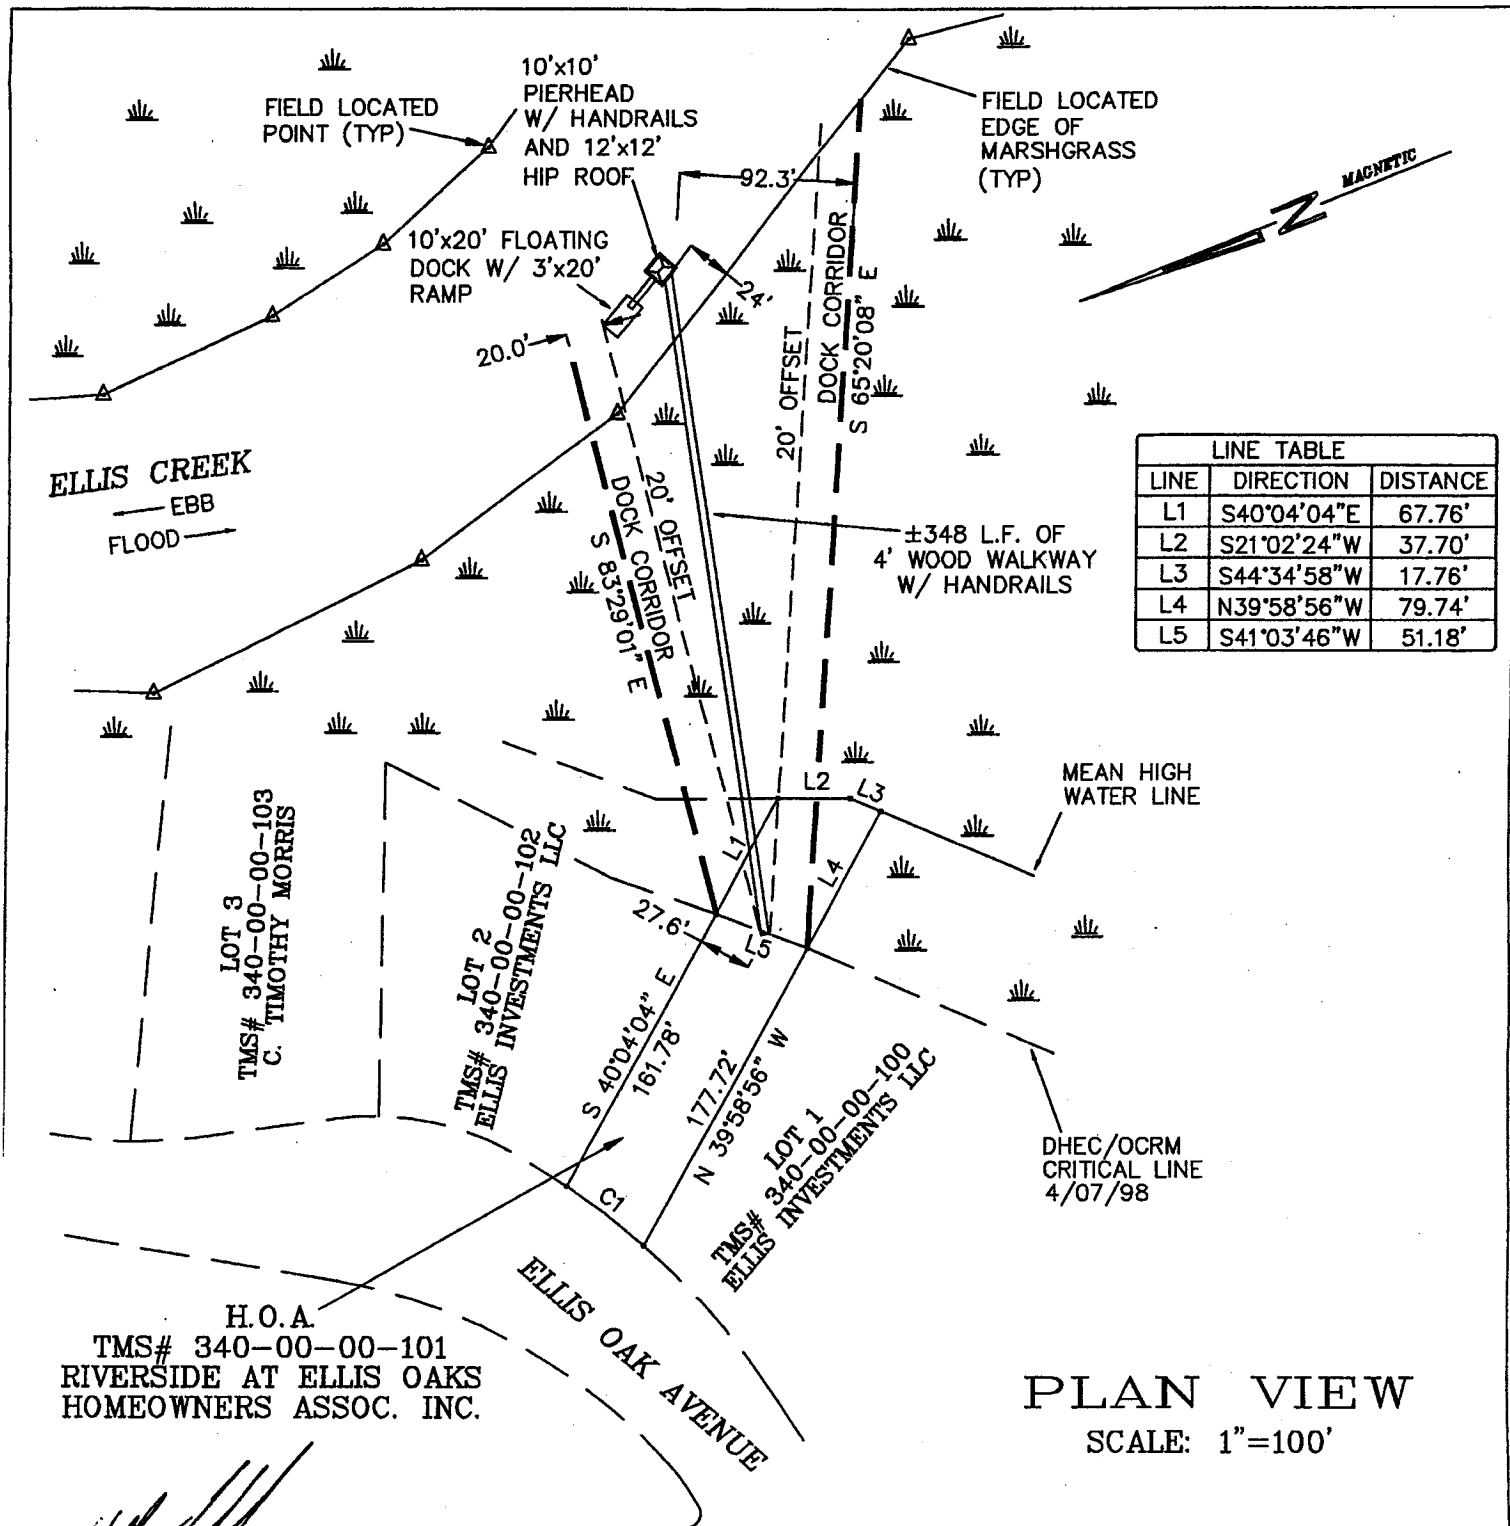 10'x10'
PIERHEAD
W/ HANDRAILS
AND 12'x12'
HIP ROOF
FIELD LOCATED
POINT (TYP)
FIELD LOCATED
EDGE OF
MARSHGRASS
(TYP)
MAGNETIC
N
92.3'
10'x20' FLOATING
DOCK W/ 3'x20'
RAMP
24'
20.0'
20' OFFSET
DOCK CORRIDOR
S 65°20'08" E
ELLIS CREEK
EBB
FLOOD
20' OFFSET
DOCK CORRIDOR
S 83°29'01" E
±348 L.F. OF
4' WOOD WALKWAY
W/ HANDRAILS
LINE TABLE
LINE DIRECTION DISTANCE
L1 S40°04'04"E 67.76'
L2 S21°02'24"W 37.70'
L3 S44°34'58"W 17.76'
L4 N39°58'56"W 79.74'
L5 S41°03'46"W 51.18'
L2
L3
MEAN HIGH
WATER LINE
L1
L4
27.6'
L5
LOT 3
TMS# 340-00-00-103
C. TIMOTHY MORRIS
LOT 2
TMS# 340-00-00-102
ELLIS INVESTMENTS LLC
S 40°04'04" E
161.78'
177.72'
N 39°58'56" W
LOT 1
TMS# 340-00-00-100
ELLIS INVESTMENTS LLC
DHEC/OCRM
CRITICAL LINE
4/07/98
C1
ELLIS OAK AVENUE
H.O.A.
TMS# 340-00-00-101
RIVERSIDE AT ELLIS OAKS
HOMEOWNERS ASSOC. INC.
PLAN VIEW
SCALE: 1"=100'